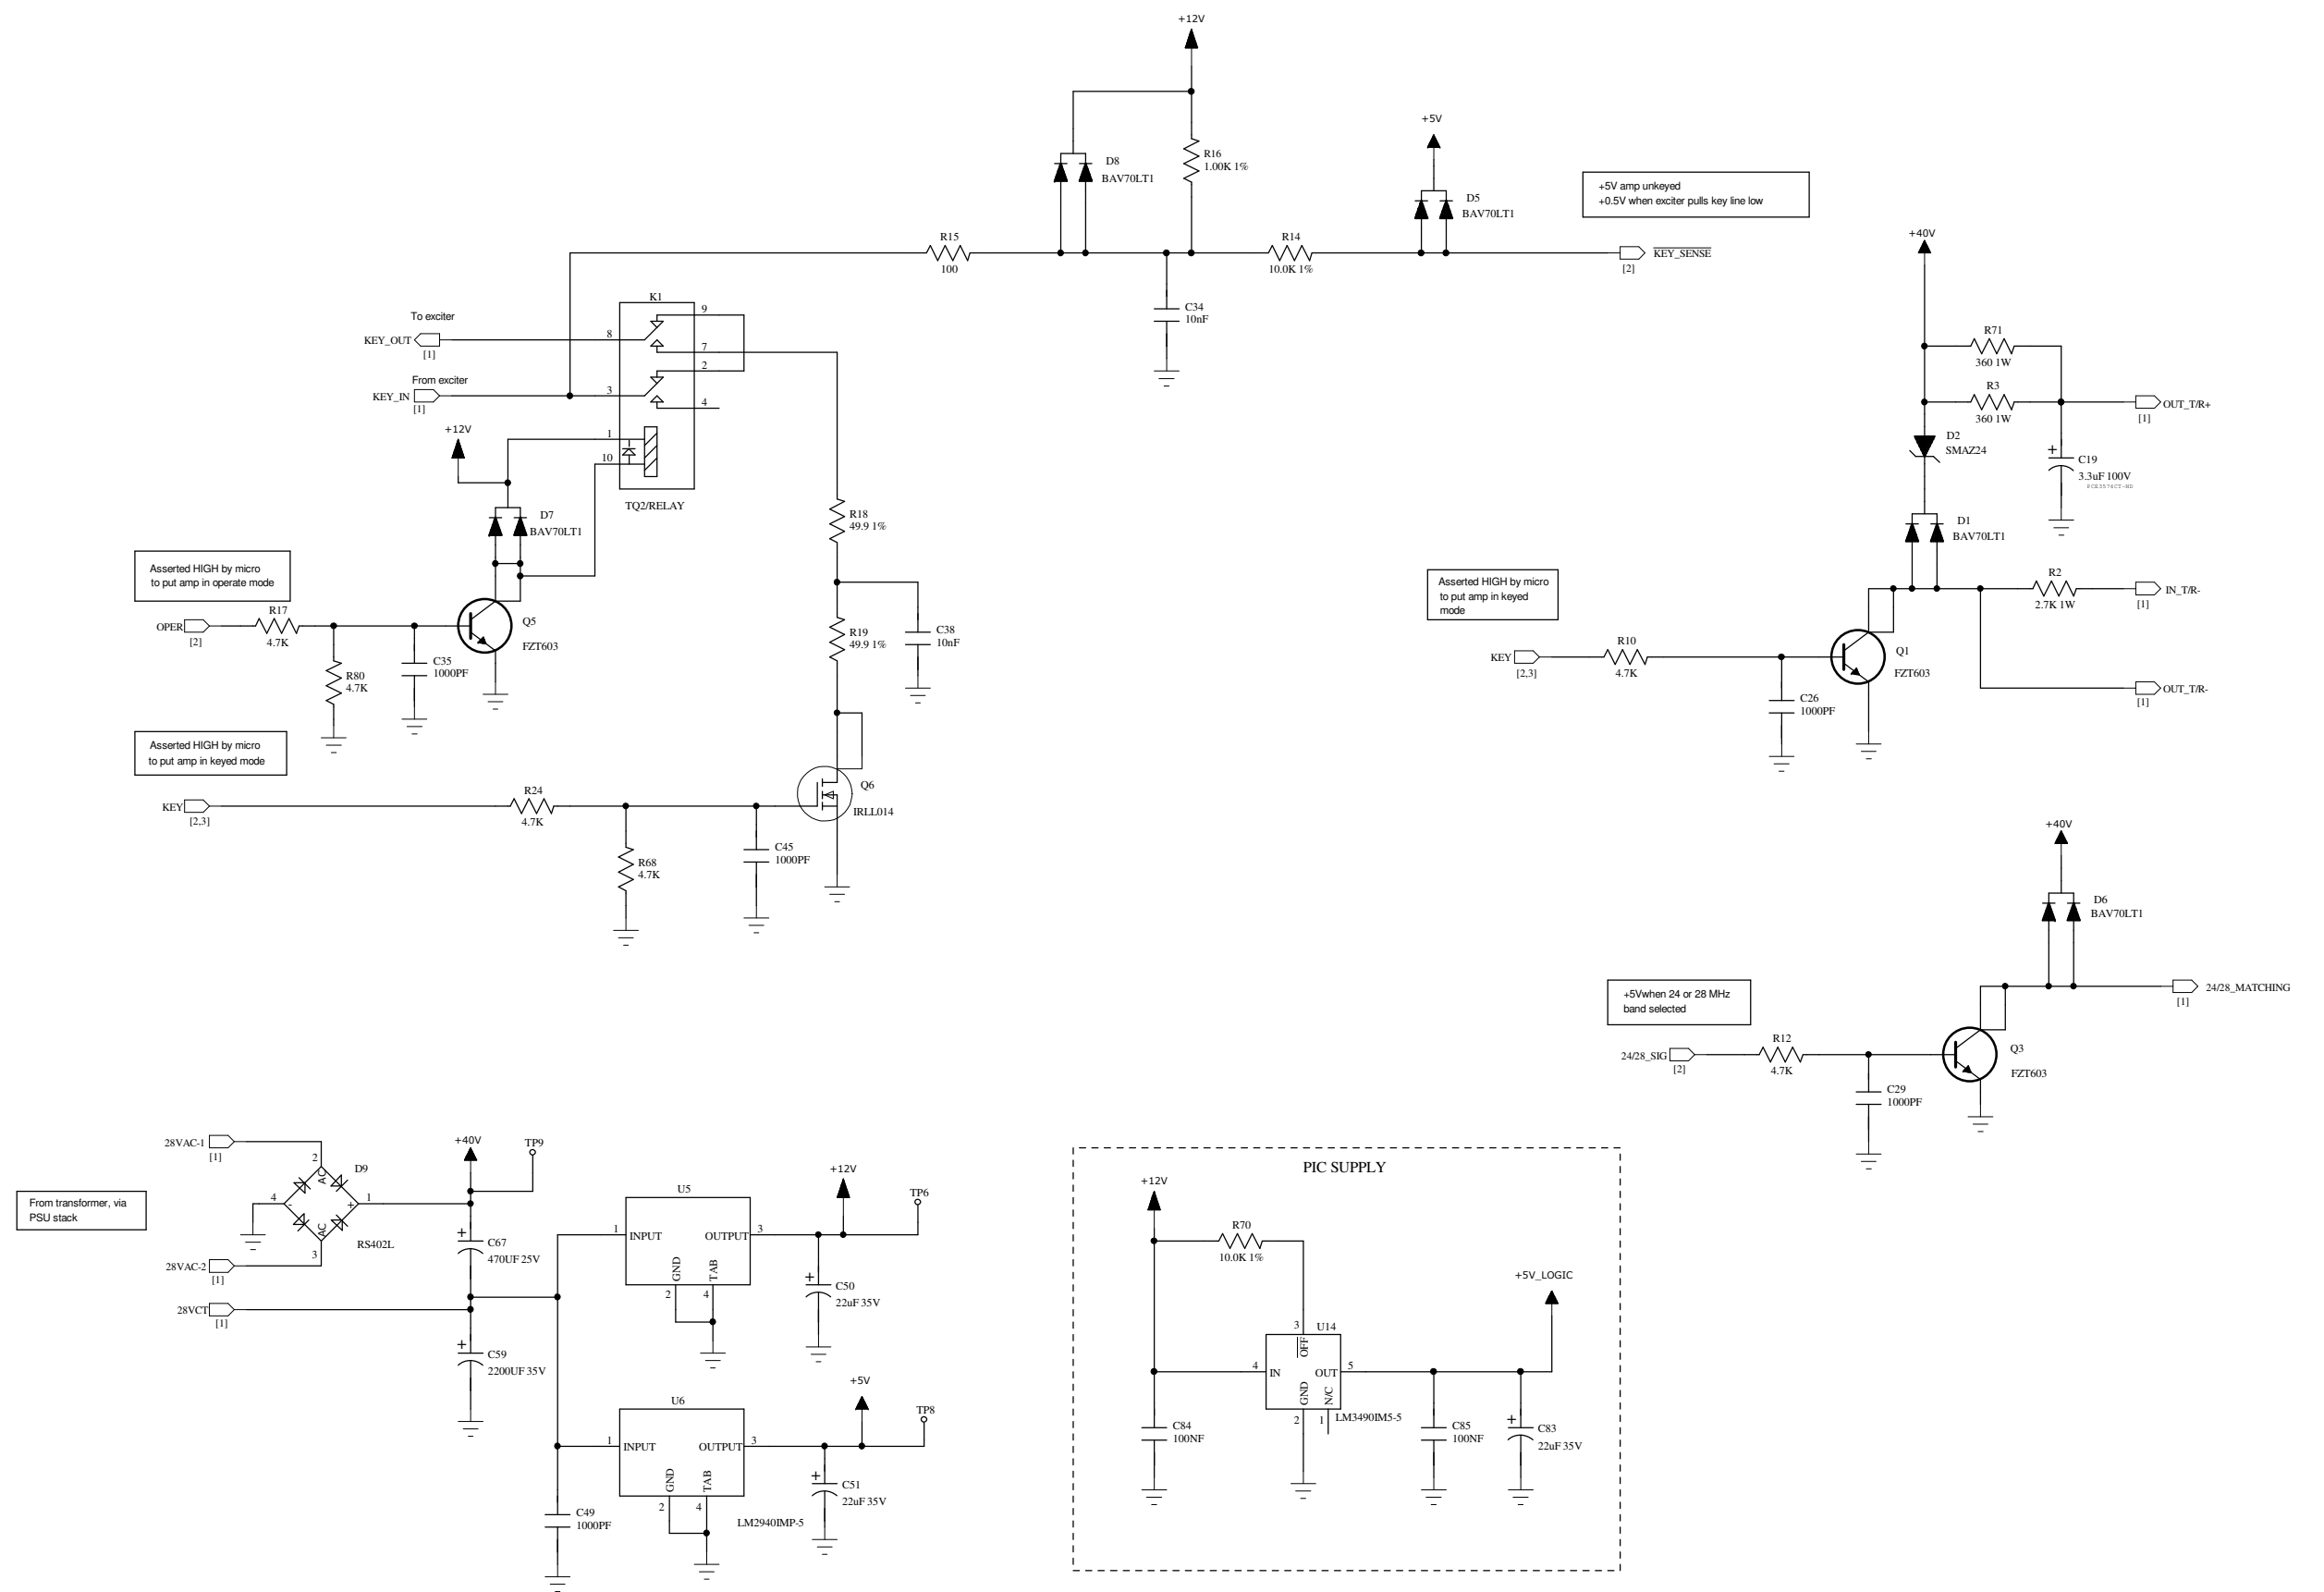 +12V
D8
BAV70LT1
R16
1.00K 1%
+5V
D5
BAV70LT1
+5V amp unkeyed
+0.5V when exciter pulls key line low
R15
100
R14
10.0K 1%
KEY_SENSE
[2]
C34
10nF
K1
To exciter
KEY_OUT
[1]
8
9
7
2
From exciter
KEY_IN
[1]
3
4
+12V
1
10
TQ2/RELAY
D7
BAV70LT1
R18
49.9 1%
Asserted HIGH by micro
to put amp in operate mode
OPER
[2]
R17
4.7K
R80
4.7K
C35
1000PF
Q5
FZT603
R19
49.9 1%
C38
10nF
Asserted HIGH by micro
to put amp in keyed mode
KEY
[2,3]
R24
4.7K
R68
4.7K
C45
1000PF
Q6
IRLL014
+40V
R71
360 1W
R3
360 1W
OUT_T/R+
[1]
D2
SMAZ24
C19
3.3uF 100V
PCE3576CT-ND
D1
BAV70LT1
R2
2.7K 1W
IN_T/R-
[1]
Asserted HIGH by micro
to put amp in keyed
mode
KEY
[2,3]
R10
4.7K
C26
1000PF
Q1
FZT603
OUT_T/R-
[1]
+40V
D6
BAV70LT1
24/28_MATCHING
[1]
+5Vwhen 24 or 28 MHz
band selected
24/28_SIG
[2]
R12
4.7K
C29
1000PF
Q3
FZT603
28VAC-1
[1]
2
AC
D9
4
-
+
1
AC
3
RS402L
From transformer, via
PSU stack
28VAC-2
[1]
28VCT
[1]
+40V
TP9
+
C67
470UF 25V
+
C59
2200UF 35V
U5
1
INPUT
OUTPUT
3
GND
TAB
2
4
+12V
TP6
+
C50
22uF 35V
U6
1
INPUT
OUTPUT
3
GND
TAB
2
4
LM2940IMP-5
+5V
TP8
+
C51
22uF 35V
C49
1000PF
PIC SUPPLY
+12V
R70
10.0K 1%
+5V_LOGIC
3
U14
OFF
4
IN
OUT
5
GND
N/C
2
1
LM3490IM5-5
C84
100NF
C85
100NF
+
C83
22uF 35V